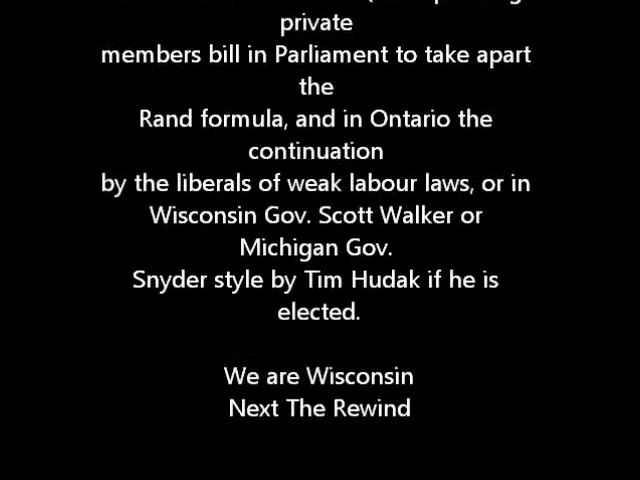 private
members bill in Parliament to take apart
the
Rand formula, and in Ontario the
continuation
by the liberals of weak labour laws, or in
Wisconsin Gov. Scott Walker or
Michigan Gov.
Snyder style by Tim Hudak if he is
elected.
We are Wisconsin
Next The Rewind